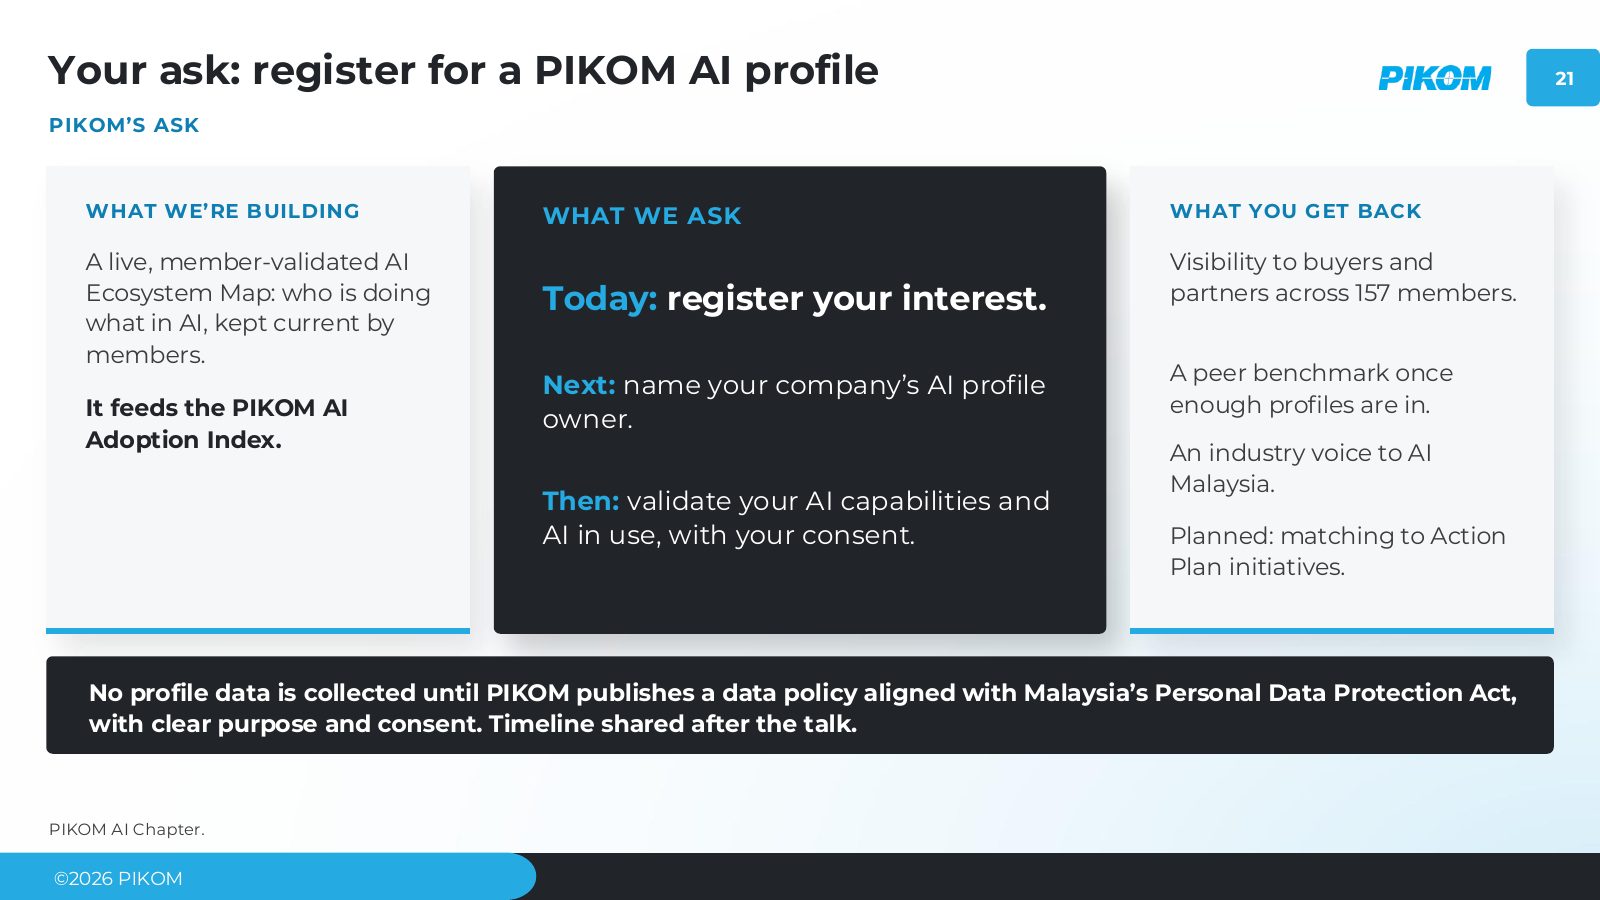 Your ask: register for a PIKOM AI profile
PIKOM
21
PIKOM’S ASK
WHAT WE’RE BUILDING
A live, member-validated AI
Ecosystem Map: who is doing
what in AI, kept current by
members.
It feeds the PIKOM AI
Adoption Index.
WHAT WE ASK
Today: register your interest.
Next: name your company’s AI profile
owner.
Then: validate your AI capabilities and
AI in use, with your consent.
WHAT YOU GET BACK
Visibility to buyers and
partners across 157 members.
A peer benchmark once
enough profiles are in.
An industry voice to AI
Malaysia.
Planned: matching to Action
Plan initiatives.
No profile data is collected until PIKOM publishes a data policy aligned with Malaysia’s Personal Data Protection Act,
with clear purpose and consent. Timeline shared after the talk.
PIKOM AI Chapter.
©2026 PIKOM